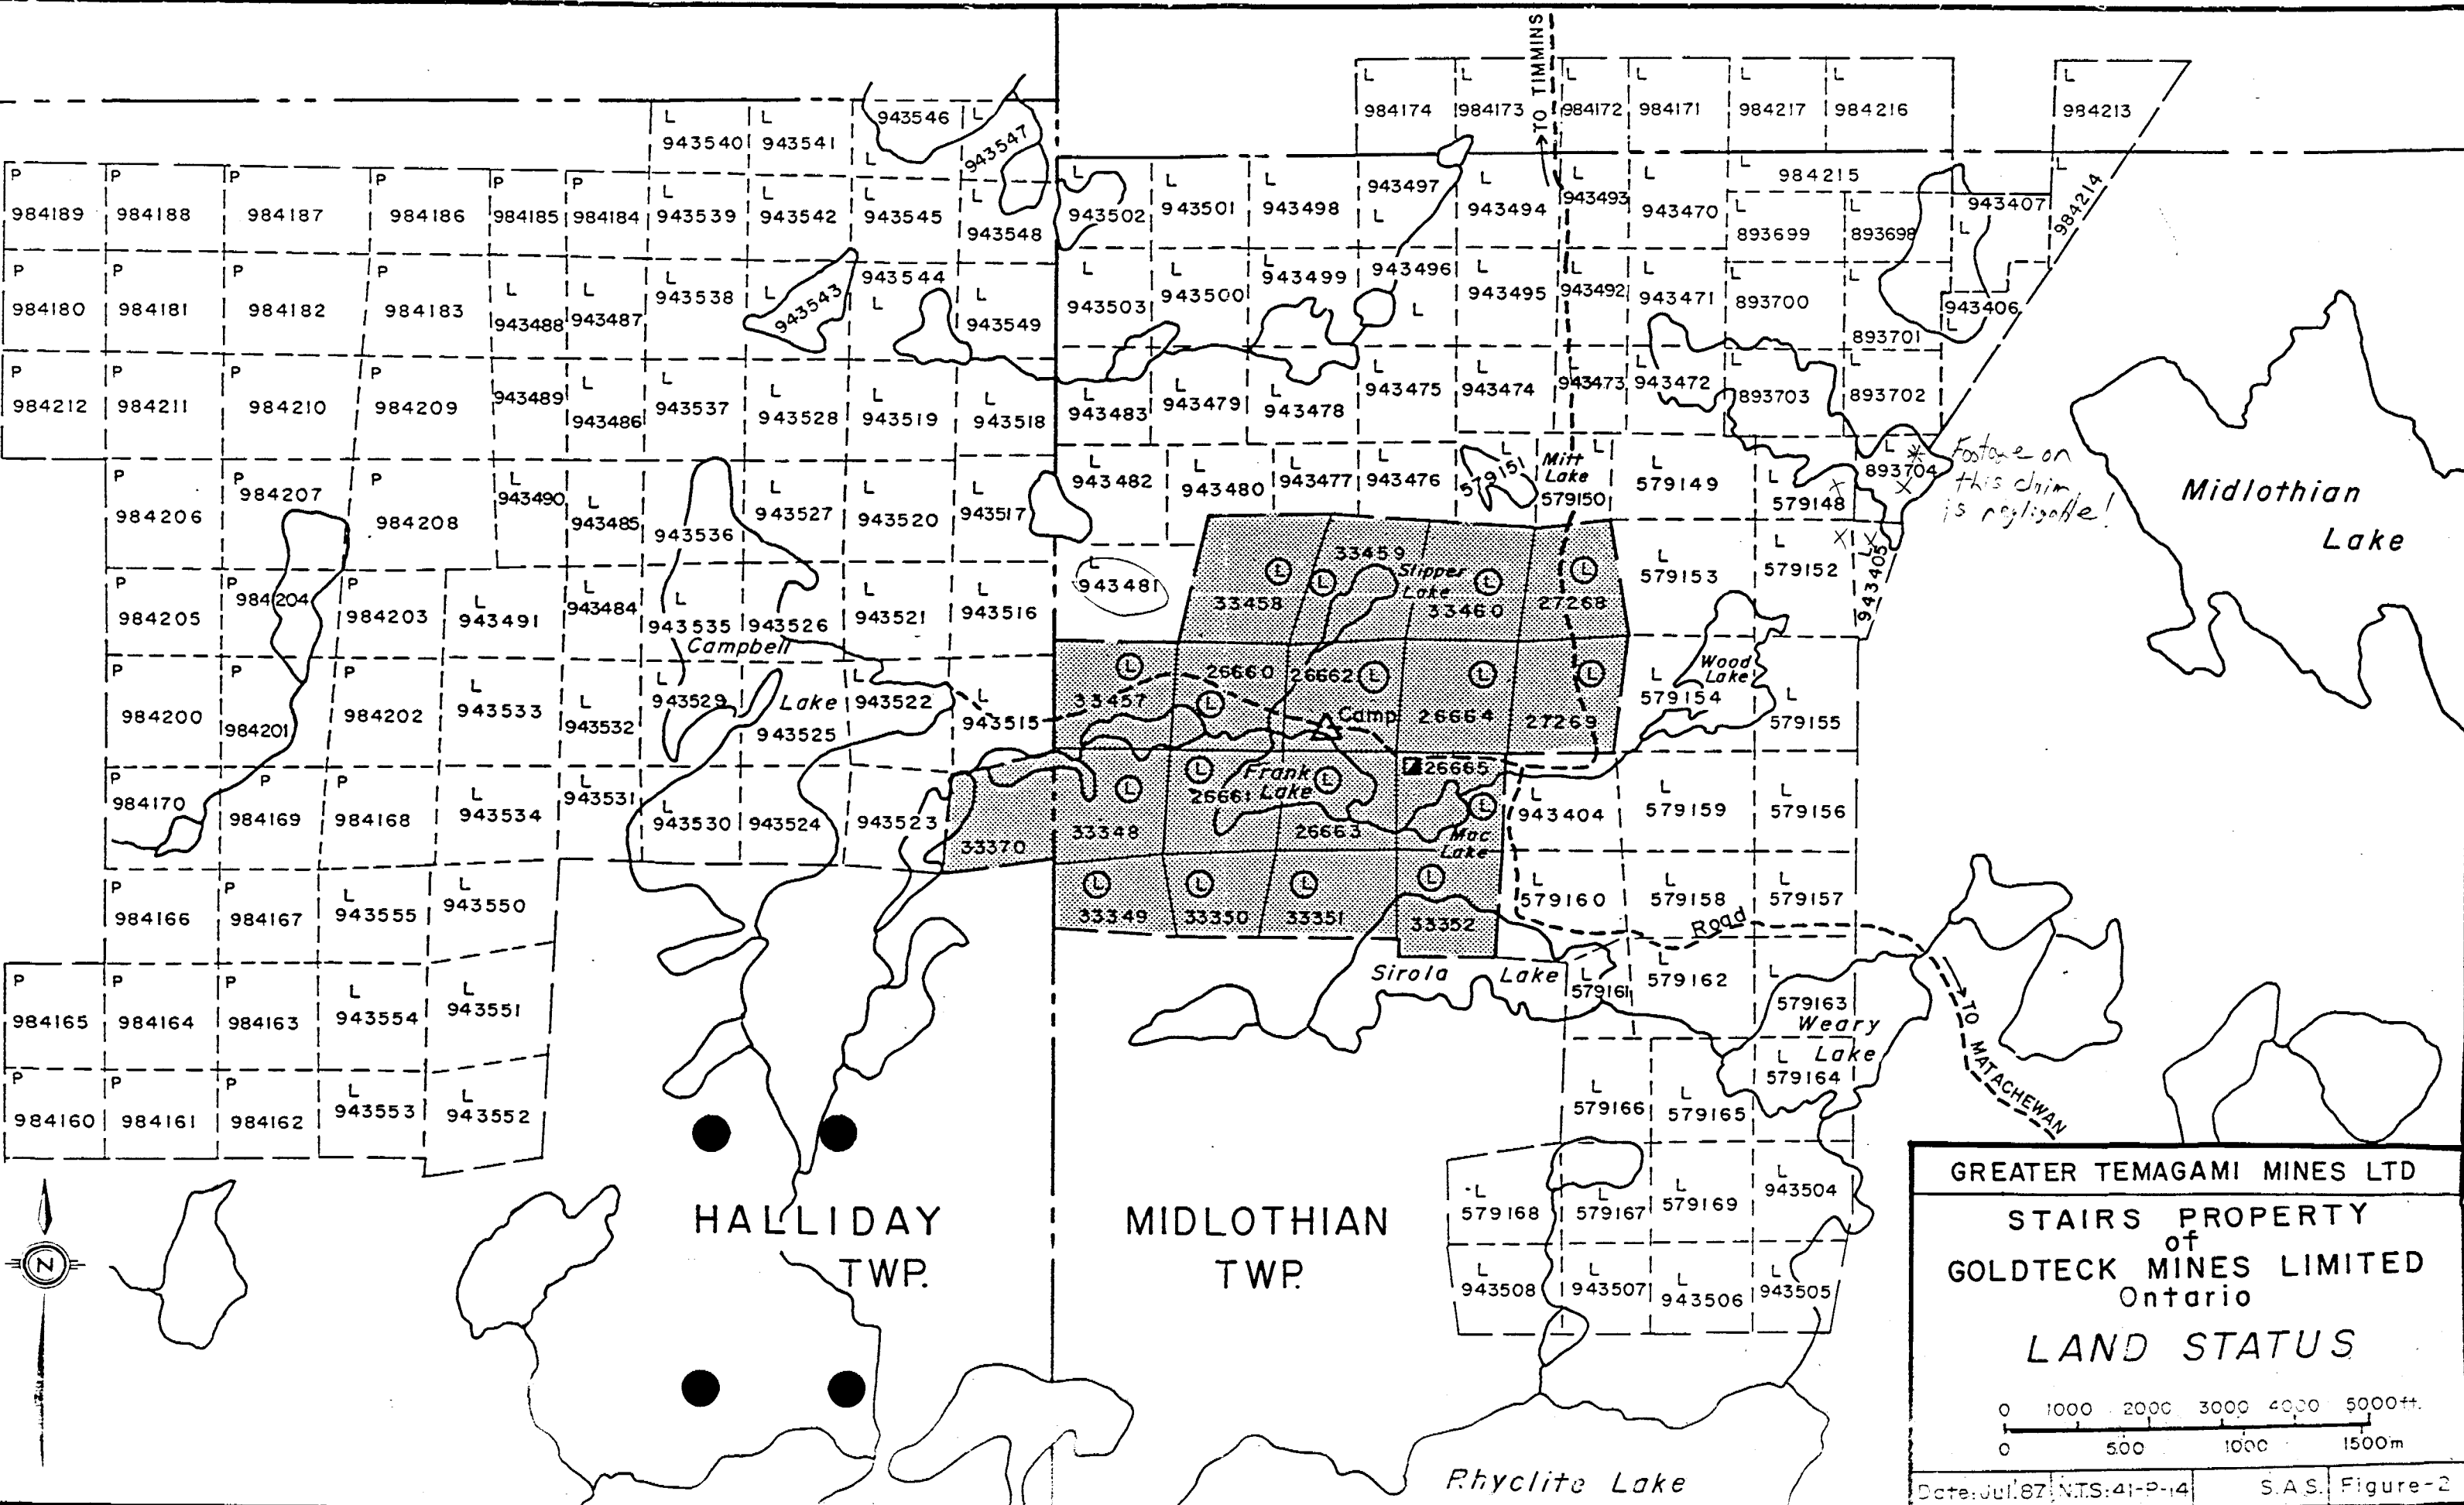 TO TIMMINS
L 984174
L 984173
L 984172
L 984171
L 984217
L 984216
L 984213
L 943540
L 943541
943546
L
L
943547
P 984189
P 984188
P 984187
P 984186
P 984185
P 984184
L 943539
L 943542
L 943545
L 943548
L 943502
L 943501
L 943498
943497
L
L 943494
L 943493
L 943470
L 984215
L 893699
L 893698
943407
L
L 984214
P 984180
P 984181
P 984182
P 984183
L 943488
L 943487
L 943538
L 943543
943544
L
L 943549
L 943503
L 943500
L 943499
943496
L
L 943495
L 943492
L 943471
L 893700
L 893701
943406
L
P 984212
P 984211
P 984210
P 984209
943489
L 943486
L 943537
L 943528
L 943519
L 943518
L 943483
L 943479
L 943478
L 943475
L 943474
L 943473
L 943472
L 893703
L 893702
P 984206
P 984207
P 984208
L 943490
L 943485
943536
L 943527
L 943520
L 943517
L 943482
L 943480
L 943477
L 943476
L 579151
L
Mitt
Lake
579150
L 579149
L 579148
L 893704
Footage on
this claim
is negligable!
Midlothian
Lake
P 984205
P 984204
P 984203
L 943491
L 943484
L 943535
943526
L 943521
L 943516
L 943481
L 33458
33459
L
Slipper
Lake
L 33460
L 27268
L 579153
L 579152
L 943405
Campbell
Lake
P 984200
P 984201
P 984202
L 943533
L 943532
L 943529
943525
L 943522
L 943515
L 33457
26660
L
26662 L
Camp
L 26664
L 27269
L 579154
Wood
Lake
L 579155
P 984170
P 984169
P 984168
L 943534
L 943531
L 943530
943524
943523
33370
L 33348
L 26661
Frank
Lake
L 26663
26665
L
Mac
Lake
L 943404
L 579159
L 579156
P 984166
P 984167
L 943555
L 943550
L 33349
L 33350
L 33351
L 33352
L 579160
L 579158
L 579157
Road
P 984165
P 984164
P 984163
L 943554
L 943551
Sirola Lake
L 579161
L 579162
L 579163
Weary
Lake
TO MATACHEWAN
P 984160
P 984161
P 984162
L 943553
L 943552
L 579166
L 579165
L 579164
L 579168
L 579167
L 579169
L 943504
L 943508
L 943507
L 943506
L 943505
N
HALLIDAY
TWP.
MIDLOTHIAN
TWP.
Rhyclite Lake
GREATER TEMAGAMI MINES LTD
STAIRS PROPERTY
of
GOLDTECK MINES LIMITED
Ontario
LAND STATUS
0 1000 2000 3000 4000 5000ft.
0 500 1000 1500m
Date: Jul.'87 N.T.S: 41-P-14 S.A.S. Figure-2